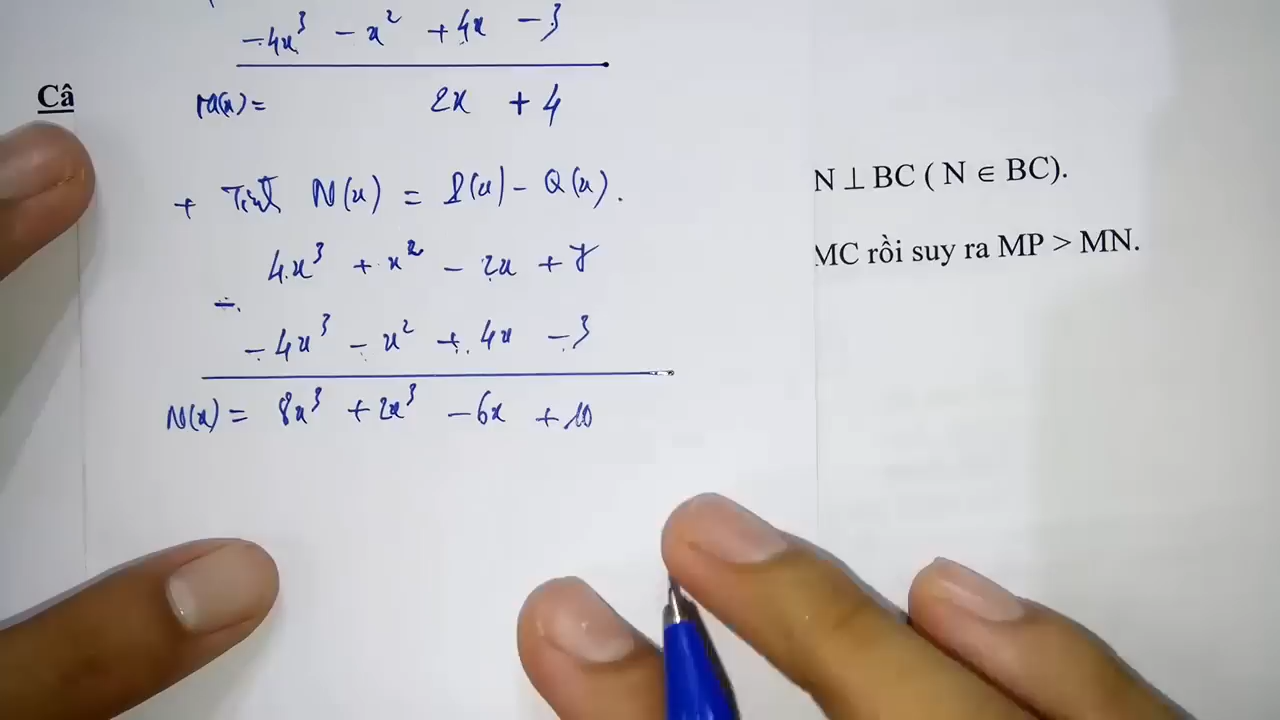 -4x³ - x² + 4x - 3
Câ
M(x) = 2x + 4
N ⊥ BC ( N ∈ BC).
+ Tính N(x) = P(x) - Q(x).
MC rồi suy ra MP > MN.
4x³ + x² - 2x + 7
-
-4x³ - x² + 4x - 3
N(x) = 8x³ + 2x³ - 6x + 10